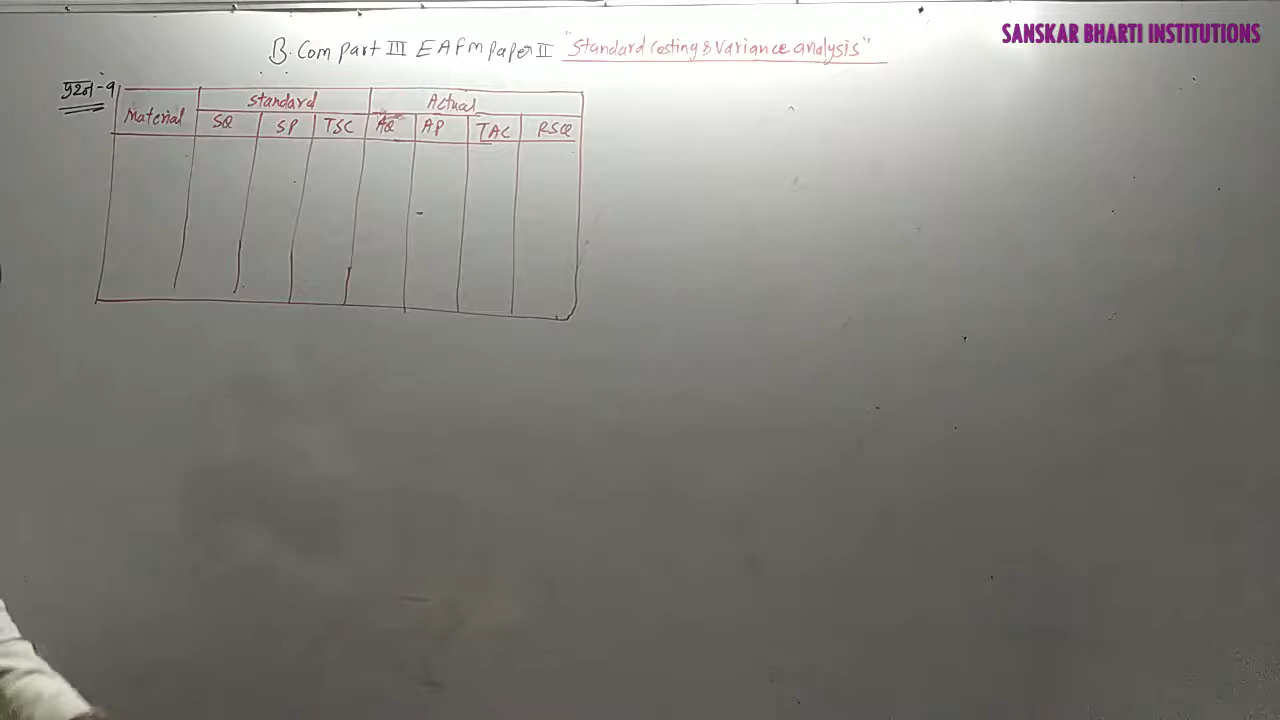 SANSKAR BHARTI INSTITUTIONS
B.Com Part III EAFM Paper II "Standard Costing & Variance analysis"
प्रश्न-9
Material Standard Actual
SQ SP TSC AQ AP TAC RSQ